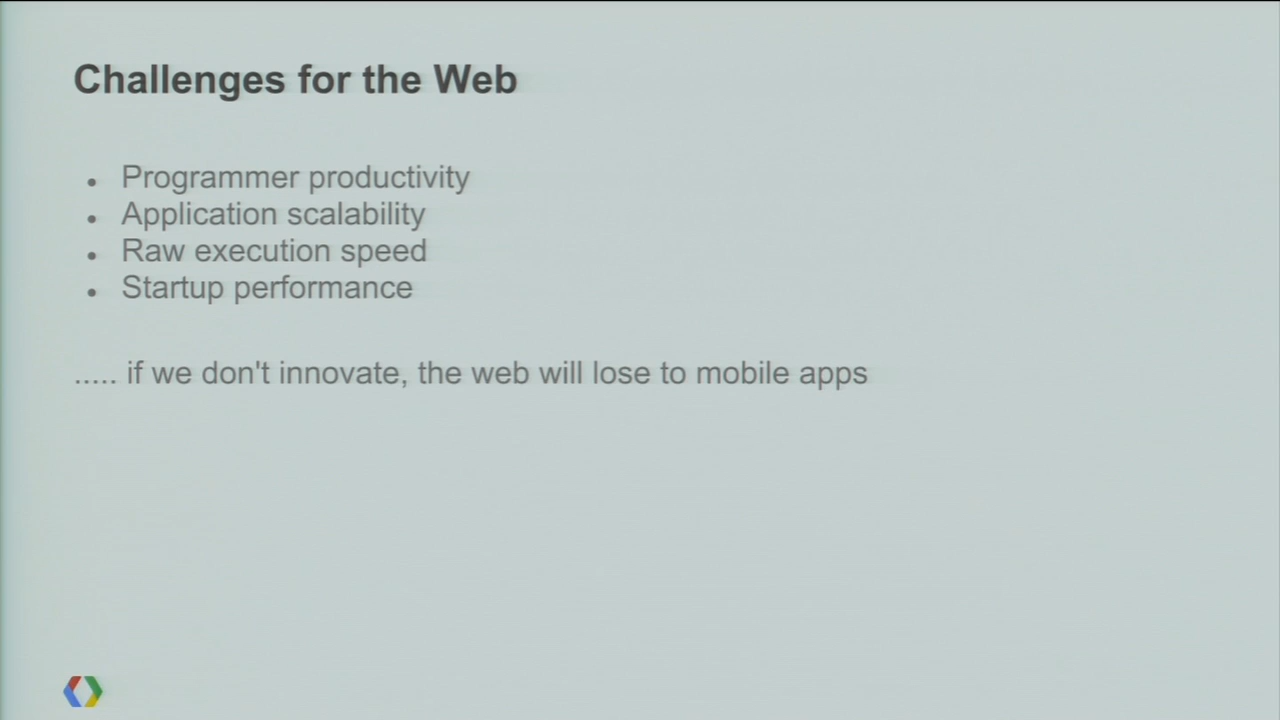 Challenges for the Web
• Programmer productivity
• Application scalability
• Raw execution speed
• Startup performance
..... if we don't innovate, the web will lose to mobile apps